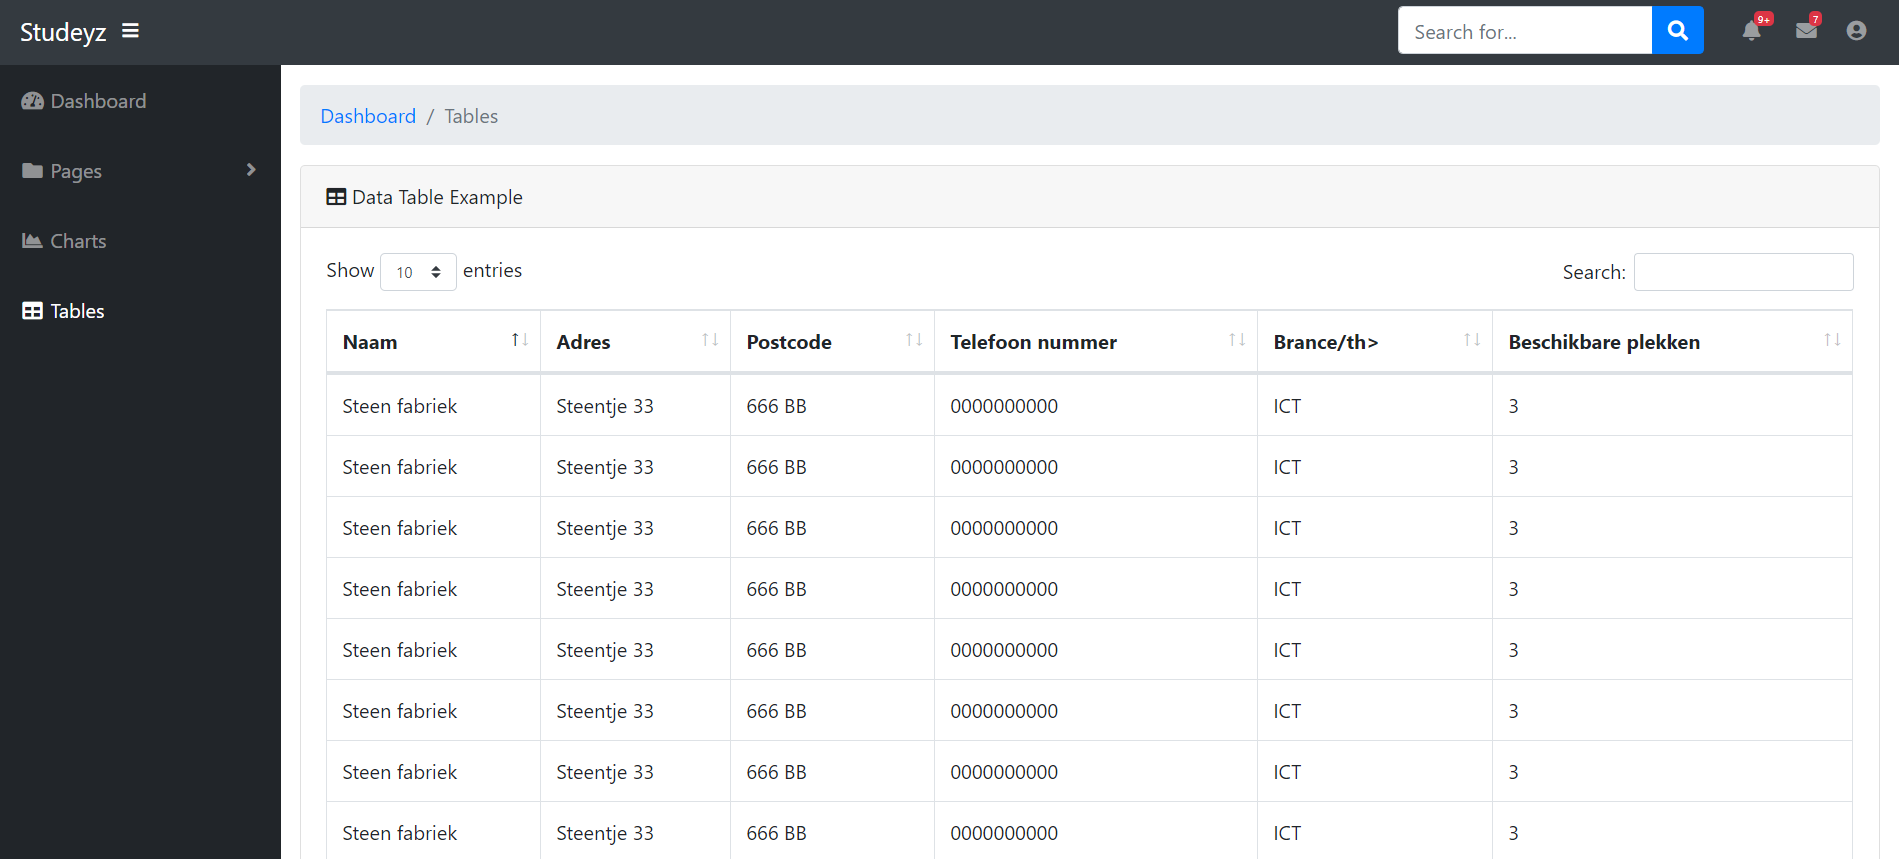 Studeyz
Search for...
9+
7
Dashboard
Pages
Charts
Tables
Dashboard / Tables
Data Table Example
Show 10 entries
Search:
Naam Adres Postcode Telefoon nummer Brance/th> Beschikbare plekken
Steen fabriek Steentje 33 666 BB 0000000000 ICT 3
Steen fabriek Steentje 33 666 BB 0000000000 ICT 3
Steen fabriek Steentje 33 666 BB 0000000000 ICT 3
Steen fabriek Steentje 33 666 BB 0000000000 ICT 3
Steen fabriek Steentje 33 666 BB 0000000000 ICT 3
Steen fabriek Steentje 33 666 BB 0000000000 ICT 3
Steen fabriek Steentje 33 666 BB 0000000000 ICT 3
Steen fabriek Steentje 33 666 BB 0000000000 ICT 3